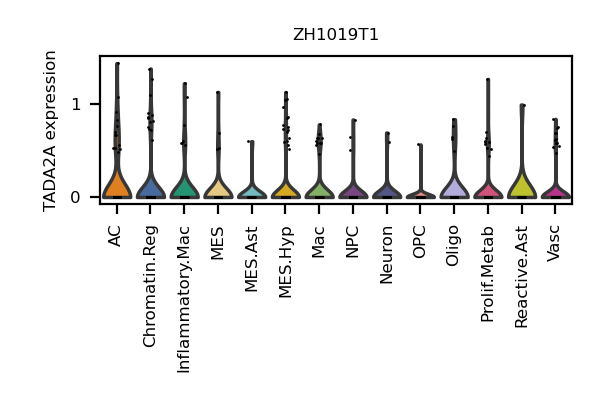 ZH1019T1
TADA2A expression
1
0
AC
Chromatin.Reg
Inflammatory.Mac
MES
MES.Ast
MES.Hyp
Mac
NPC
Neuron
OPC
Oligo
Prolif.Metab
Reactive.Ast
Vasc